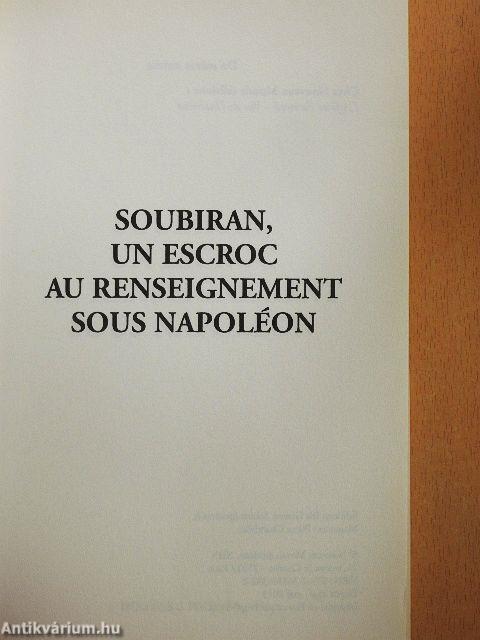 SOUBIRAN,
UN ESCROC
AU RENSEIGNEMENT
SOUS NAPOLÉON
Antikvárium.hu